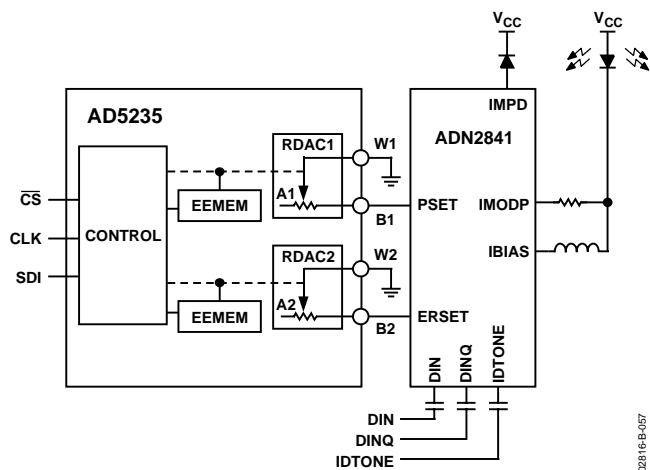 VCC
VCC
IMPD
AD5235
ADN2841
RDAC1
W1
A1
EEMEM
B1
PSET
IMODP
CS
CLK
CONTROL
SDI
RDAC2
W2
IBIAS
A2
EEMEM
B2
ERSET
DIN
DINQ
IDTONE
DIN
DINQ
IDTONE
02816-B-057